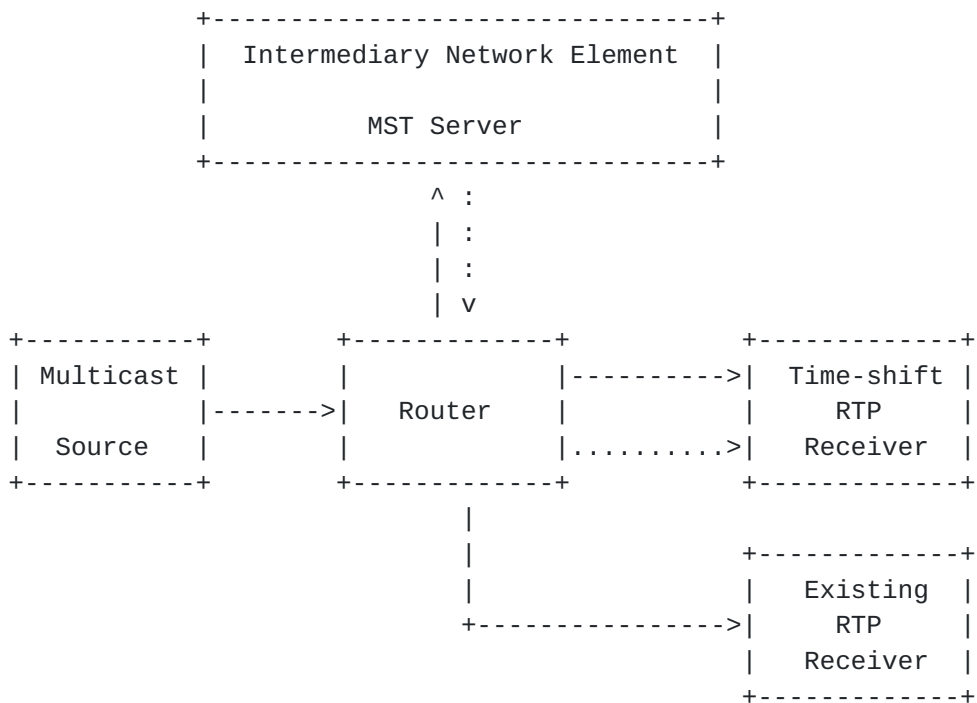 Intermediary Network Element
MST Server
Multicast
Source
Router
Time-shift
RTP
Receiver
Existing
RTP
Receiver